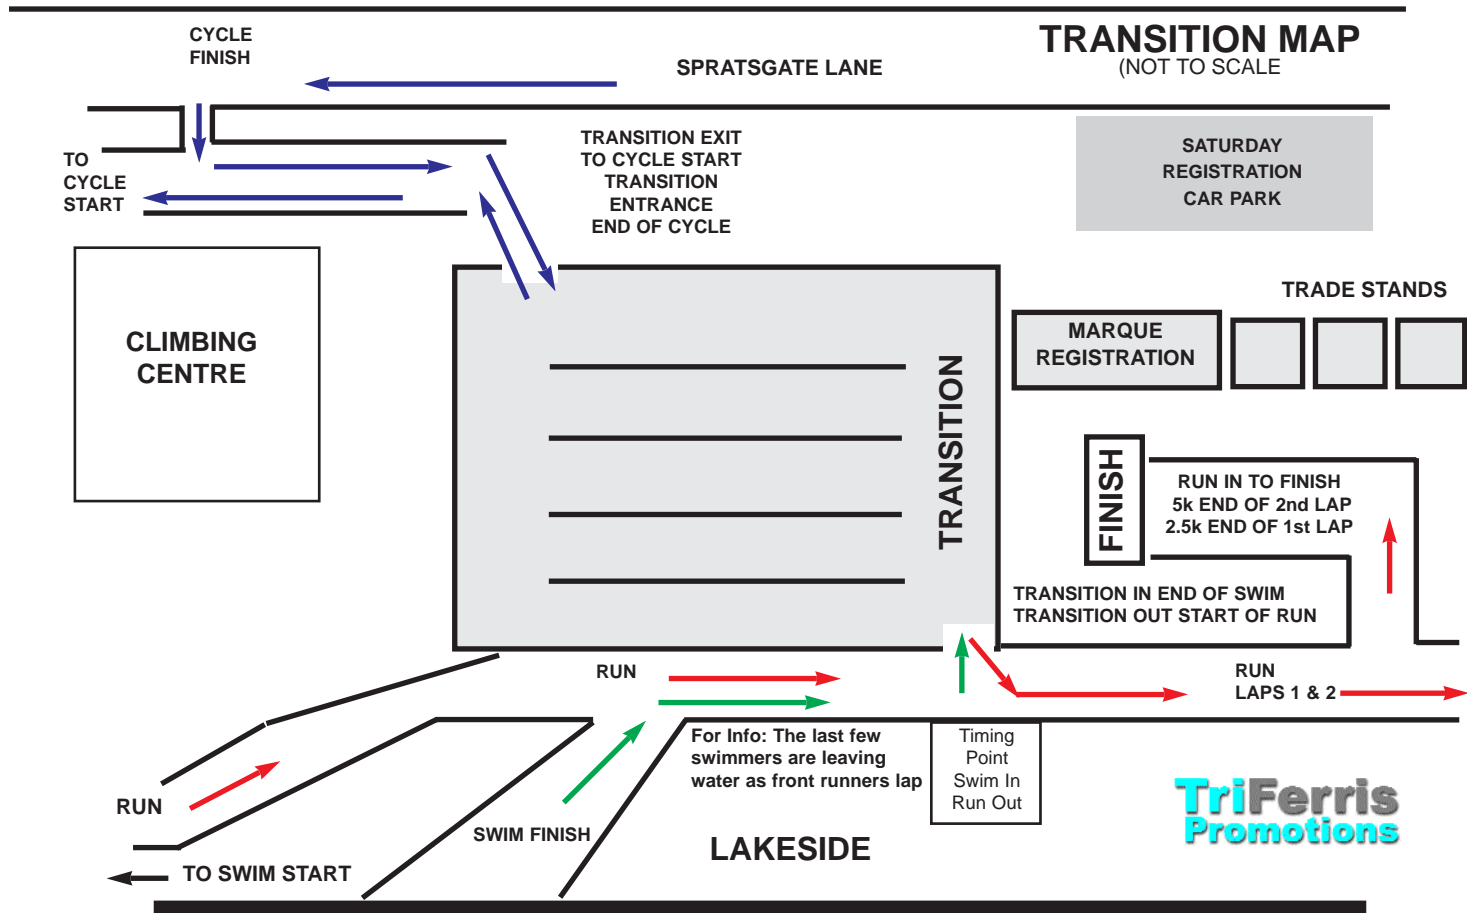 TRANSITION MAP
(NOT TO SCALE
CYCLE
FINISH
SPRATSGATE LANE
TO
CYCLE
START
TRANSITION EXIT
TO CYCLE START
TRANSITION
ENTRANCE
END OF CYCLE
SATURDAY
REGISTRATION
CAR PARK
CLIMBING
CENTRE
TRANSITION
TRADE STANDS
MARQUE
REGISTRATION
FINISH
RUN IN TO FINISH
5k END OF 2nd LAP
2.5k END OF 1st LAP
TRANSITION IN END OF SWIM
TRANSITION OUT START OF RUN
RUN
RUN
LAPS 1 & 2
For Info: The last few
swimmers are leaving
water as front runners lap
Timing
Point
Swim In
Run Out
RUN
SWIM FINISH
LAKESIDE
TO SWIM START
TriFerris
Promotions